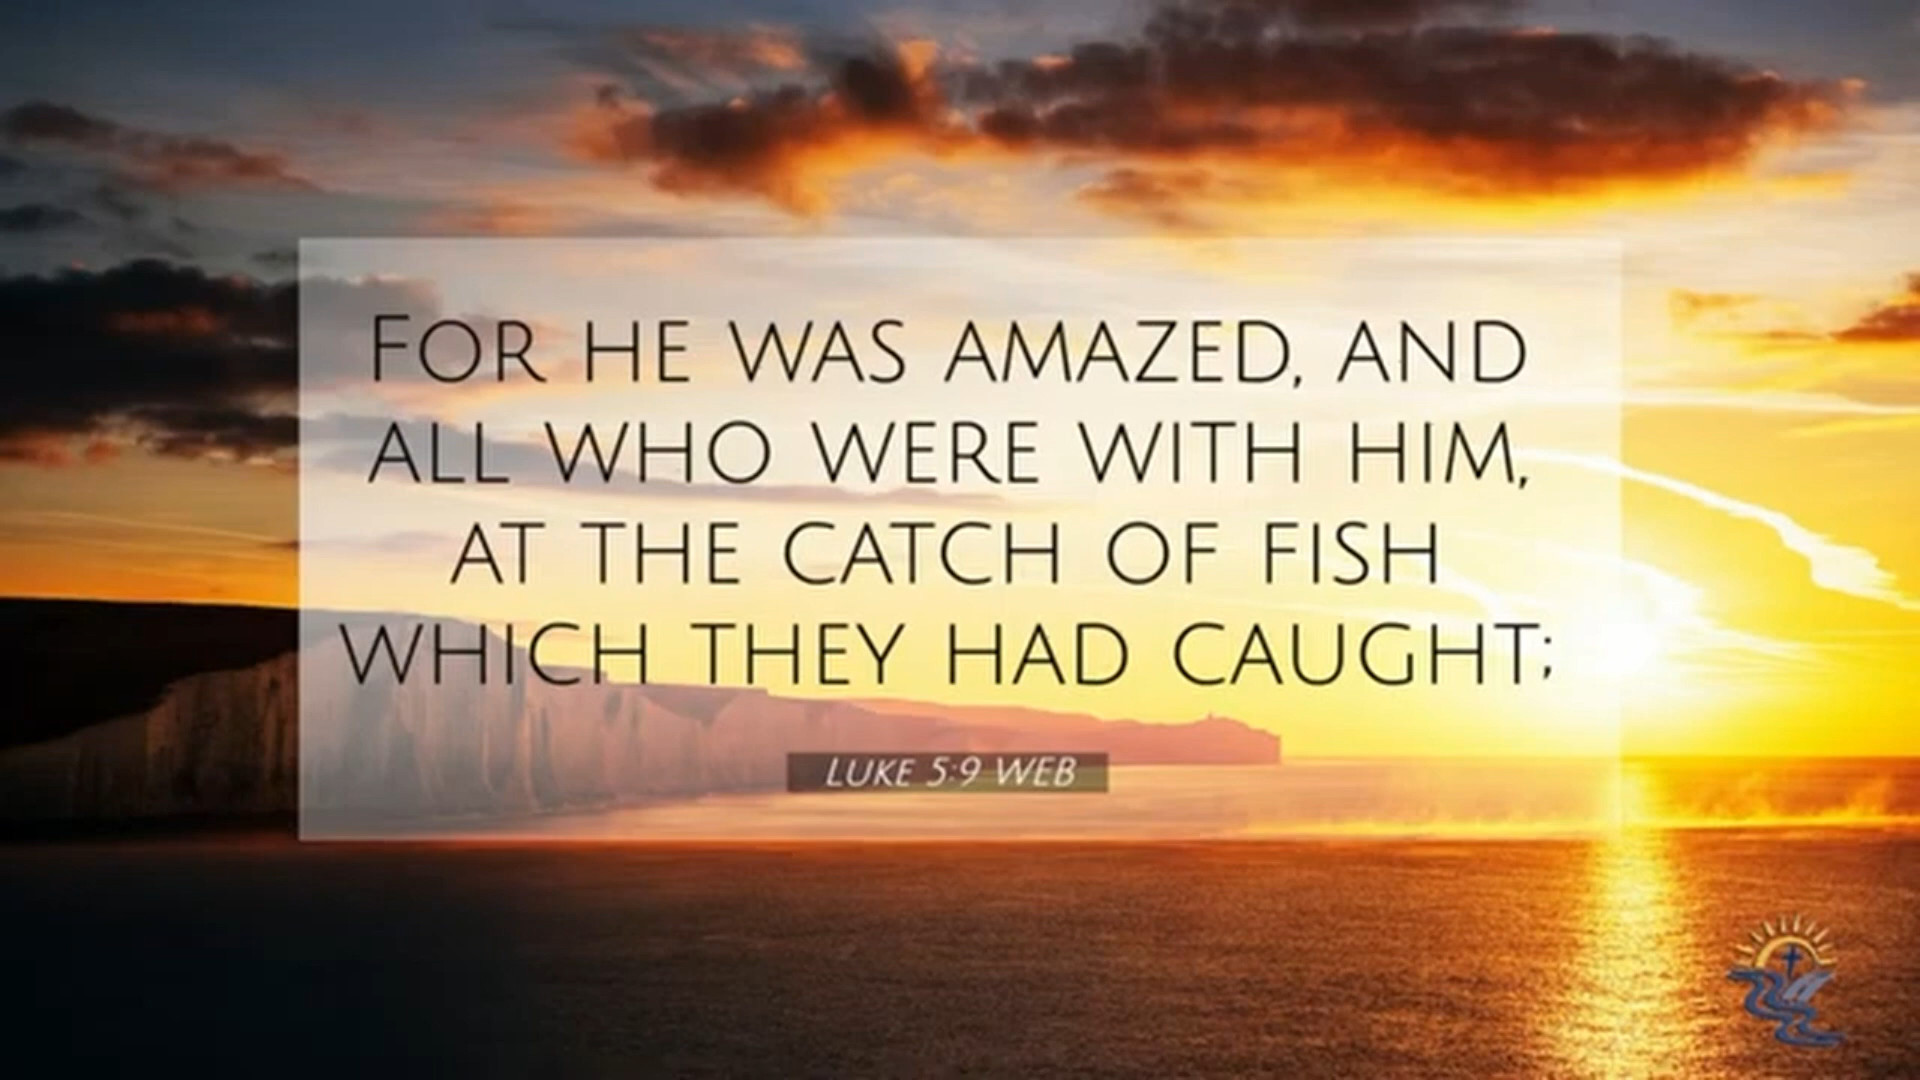 For he was amazed, and
all who were with him,
at the catch of fish
which they had caught;
LUKE 5:9 WEB